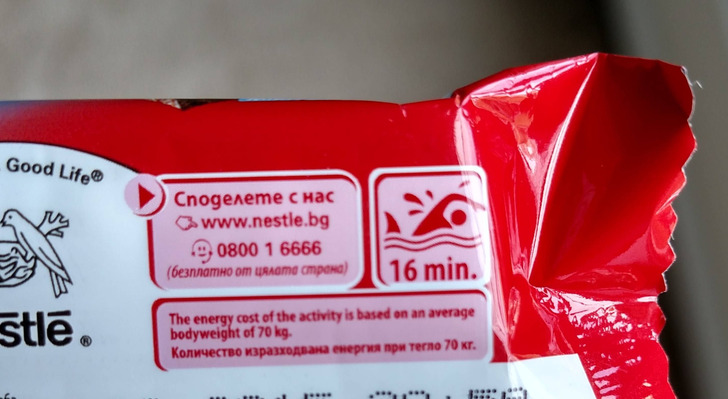 Good Life®
Споделете с нас
www.nestle.bg
0800 1 6666
(безплатно от цялата страна)
16 min.
stlé®
The energy cost of the activity is based on an average
bodyweight of 70 kg.
Количество изразходвана енергия при тегло 70 кг.